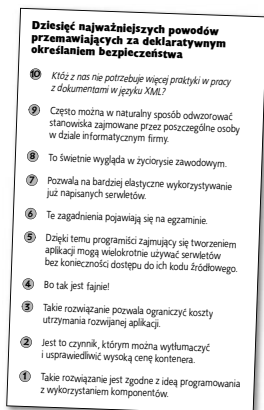 Dziesięć najważniejszych powodów
przemawiających za deklaratywnym
określaniem bezpieczeństwa
10 Któż z nas nie potrzebuje więcej praktyki w pracy
z dokumentami w języku XML?
9 Często można w naturalny sposób odwzorować
stanowiska zajmowane przez poszczególne osoby
w dziale informatycznym firmy.
8 To świetnie wygląda w życiorysie zawodowym.
7 Pozwala na bardziej elastyczne wykorzystywanie
już napisanych serwletów.
6 Te zagadnienia pojawiają się na egzaminie.
5 Dzięki temu programiści zajmujący się tworzeniem
aplikacji mogą wielokrotnie używać serwletów
bez konieczności dostępu do ich kodu źródłowego.
4 Bo tak jest fajnie!
3 Takie rozwiązanie pozwala ograniczyć koszty
utrzymania rozwijanej aplikacji.
2 Jest to czynnik, którym można wytłumaczyć
i usprawiedliwić wysoką cenę kontenera.
1 Takie rozwiązanie jest zgodne z ideą programowania
z wykorzystaniem komponentów.